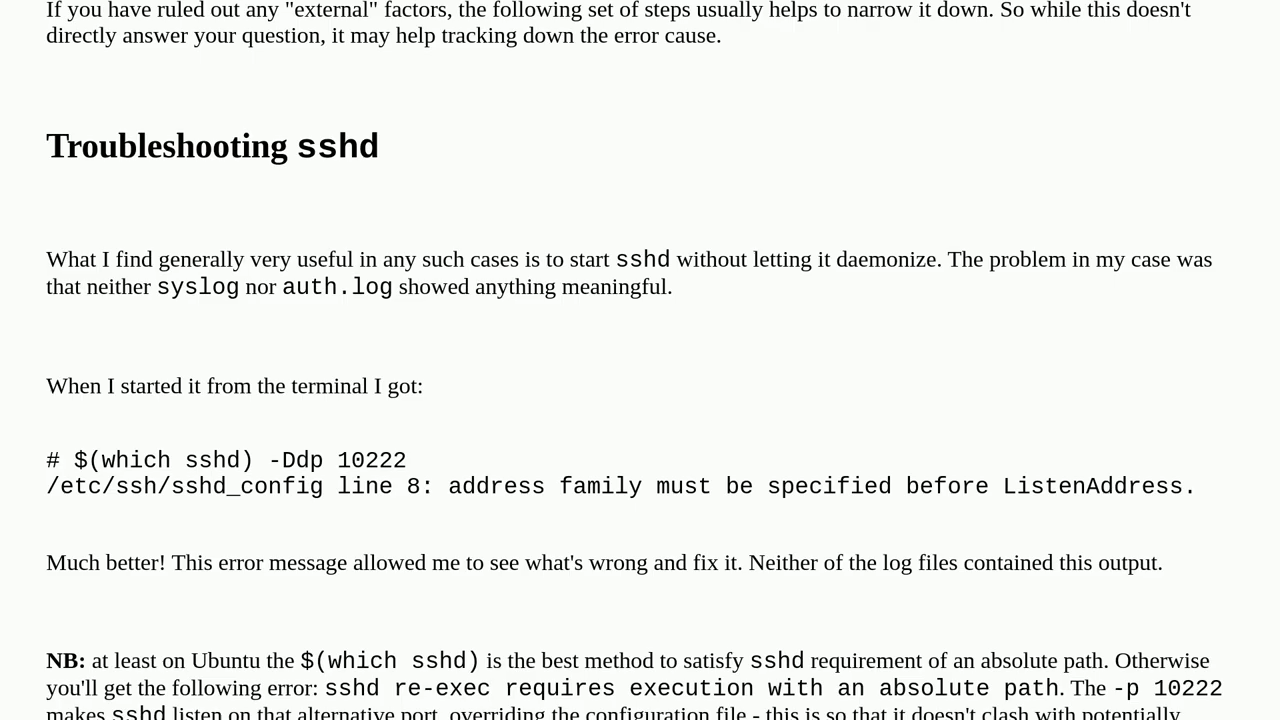 If you have ruled out any "external" factors, the following set of steps usually helps to narrow it down. So while this doesn't
directly answer your question, it may help tracking down the error cause.
Troubleshooting sshd
What I find generally very useful in any such cases is to start sshd without letting it daemonize. The problem in my case was
that neither syslog nor auth.log showed anything meaningful.
When I started it from the terminal I got:
# $(which sshd) -Ddp 10222
/etc/ssh/sshd_config line 8: address family must be specified before ListenAddress.
Much better! This error message allowed me to see what's wrong and fix it. Neither of the log files contained this output.
NB: at least on Ubuntu the $(which sshd) is the best method to satisfy sshd requirement of an absolute path. Otherwise
you'll get the following error: sshd re-exec requires execution with an absolute path. The -p 10222
makes sshd listen on that alternative port, overriding the configuration file - this is so that it doesn't clash with potentially